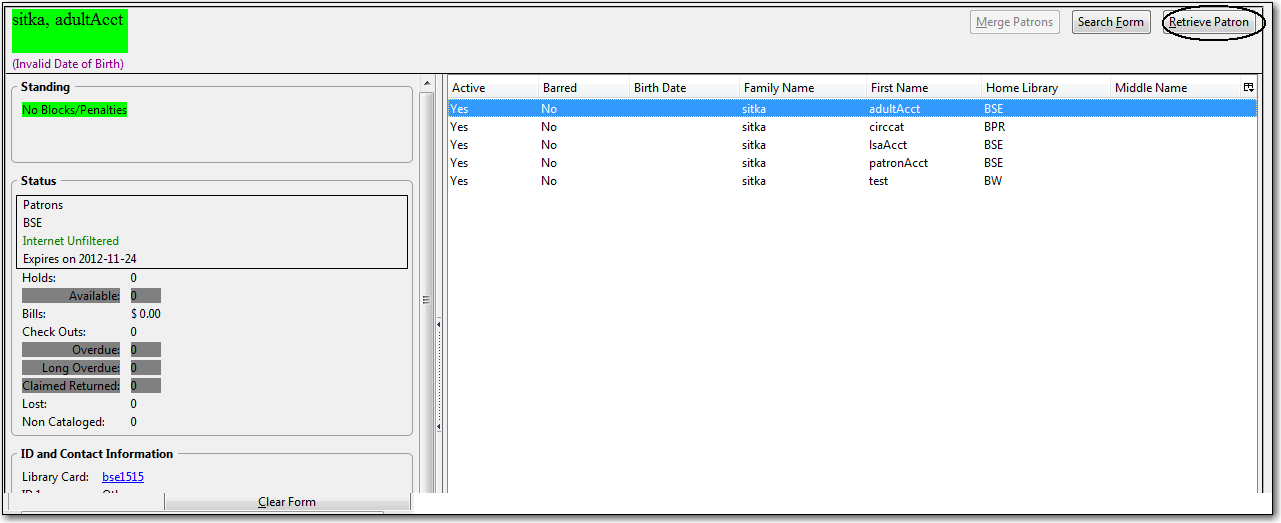 sitka, adultAcct
(Invalid Date of Birth)
Merge Patrons Search Form Retrieve Patron
Standing
No Blocks/Penalties
Status
Patrons
BSE
Internet Unfiltered
Expires on 2012-11-24
Holds: 0
Available: 0
Bills: $ 0.00
Check Outs: 0
Overdue: 0
Long Overdue: 0
Claimed Returned: 0
Lost: 0
Non Cataloged: 0
ID and Contact Information
Library Card: bse1515
Clear Form
Active Barred Birth Date Family Name First Name Home Library Middle Name
Yes No sitka adultAcct BSE
Yes No sitka circcat BPR
Yes No sitka lsaAcct BSE
Yes No sitka patronAcct BSE
Yes No sitka test BW